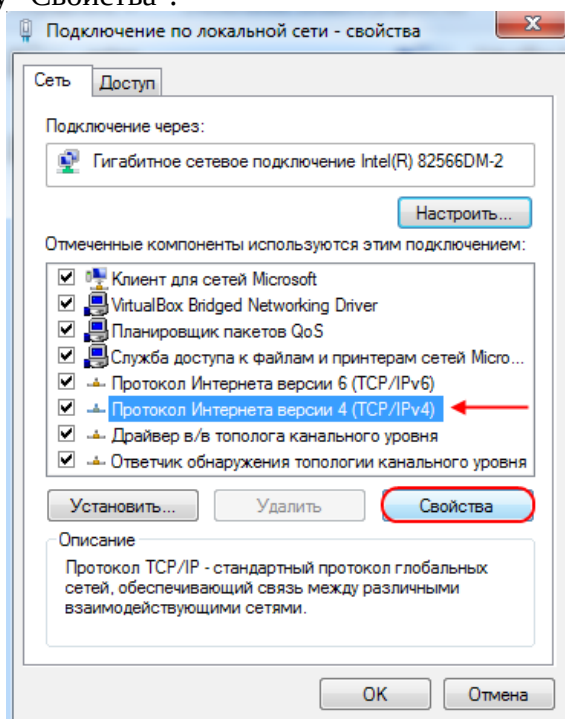 у "Свойства".
Подключение по локальной сети - свойства
Сеть Доступ
Подключение через:
Гигабитное сетевое подключение Intel(R) 82566DM-2
Настроить...
Отмеченные компоненты используются этим подключением:
Клиент для сетей Microsoft
VirtualBox Bridged Networking Driver
Планировщик пакетов QoS
Служба доступа к файлам и принтерам сетей Micro...
Протокол Интернета версии 6 (TCP/IPv6)
Протокол Интернета версии 4 (TCP/IPv4)
Драйвер в/в тополога канального уровня
Ответчик обнаружения топологии канального уровня
Установить... Удалить Свойства
Описание
Протокол TCP/IP - стандартный протокол глобальных
сетей, обеспечивающий связь между различными
взаимодействующими сетями.
OK Отмена